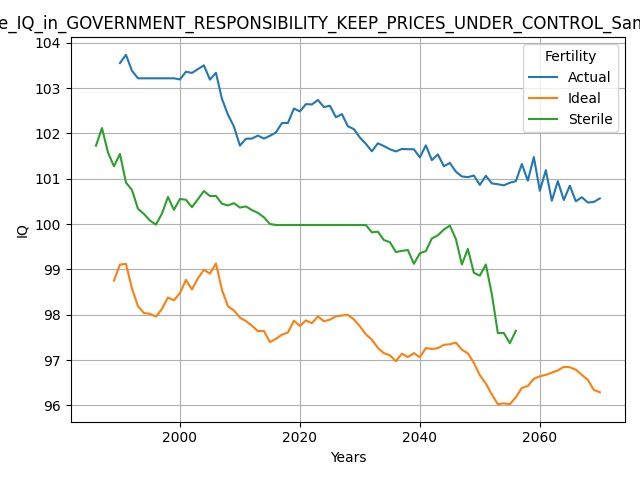 e_IQ_in_GOVERNMENT_RESPONSIBILITY_KEEP_PRICES_UNDER_CONTROL_San
104
103
102
101
100
99
98
97
96
IQ
Fertility
Actual
Ideal
Sterile
2000 2020 2040 2060
Years